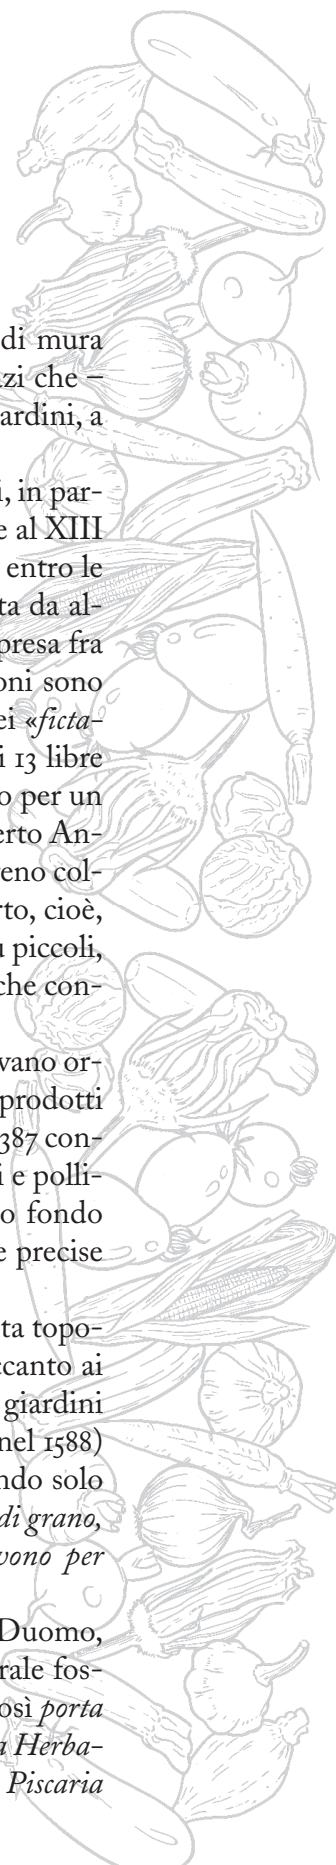 di mura
azi che –
ardini, a
i, in par-
e al XIII
entro le
ta da al-
presa fra
oni sono
ei «ficta-
i 13 libre
o per un
erto An-
reno col-
rto, cioè,
ù piccoli,
che con-
vano or-
prodotti
387 con-
i e polli-
o fondo
e precise
ta topo-
ccanto ai
giardini
nel 1588)
ndo solo
di grano,
vono per
Duomo,
rale fos-
osì porta
a Herba-
Piscaria